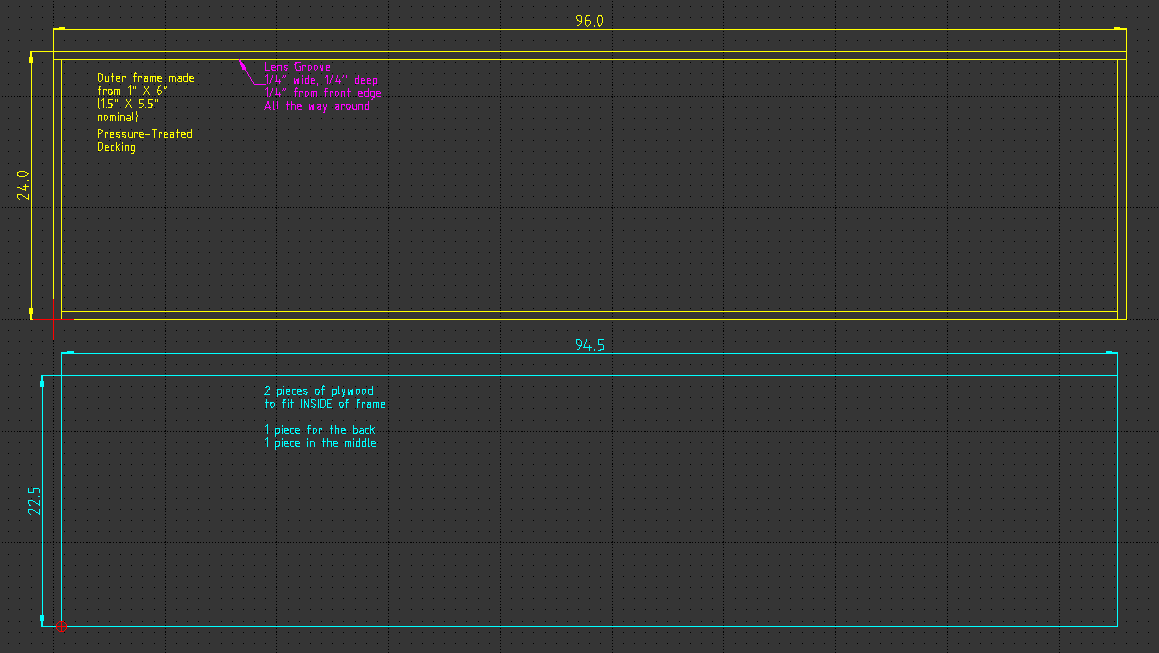 96.0
Outer frame made
from 1" X 6"
(1.5" X 5.5"
nominal)
Pressure-Treated
Decking
Lens Groove
1/4" wide, 1/4" deep
1/4" from front edge
All the way around
24.0
94.5
2 pieces of plywood
to fit INSIDE of frame
1 piece for the back
1 piece in the middle
22.5